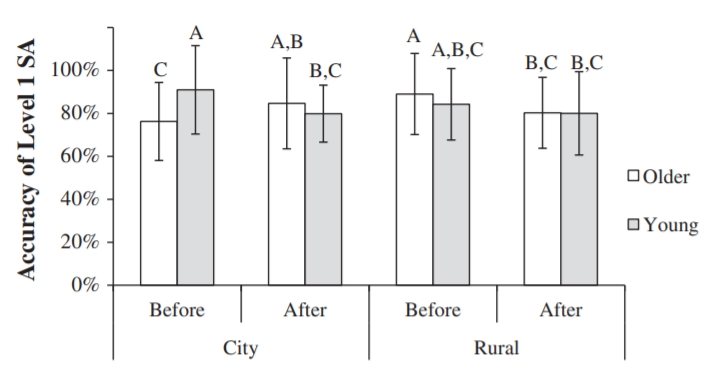 Accuracy of Level 1 SA
100%
80%
60%
40%
20%
0%
C
A
A,B
B,C
A
A,B,C
B,C
B,C
Older
Young
Before
After
Before
After
City
Rural